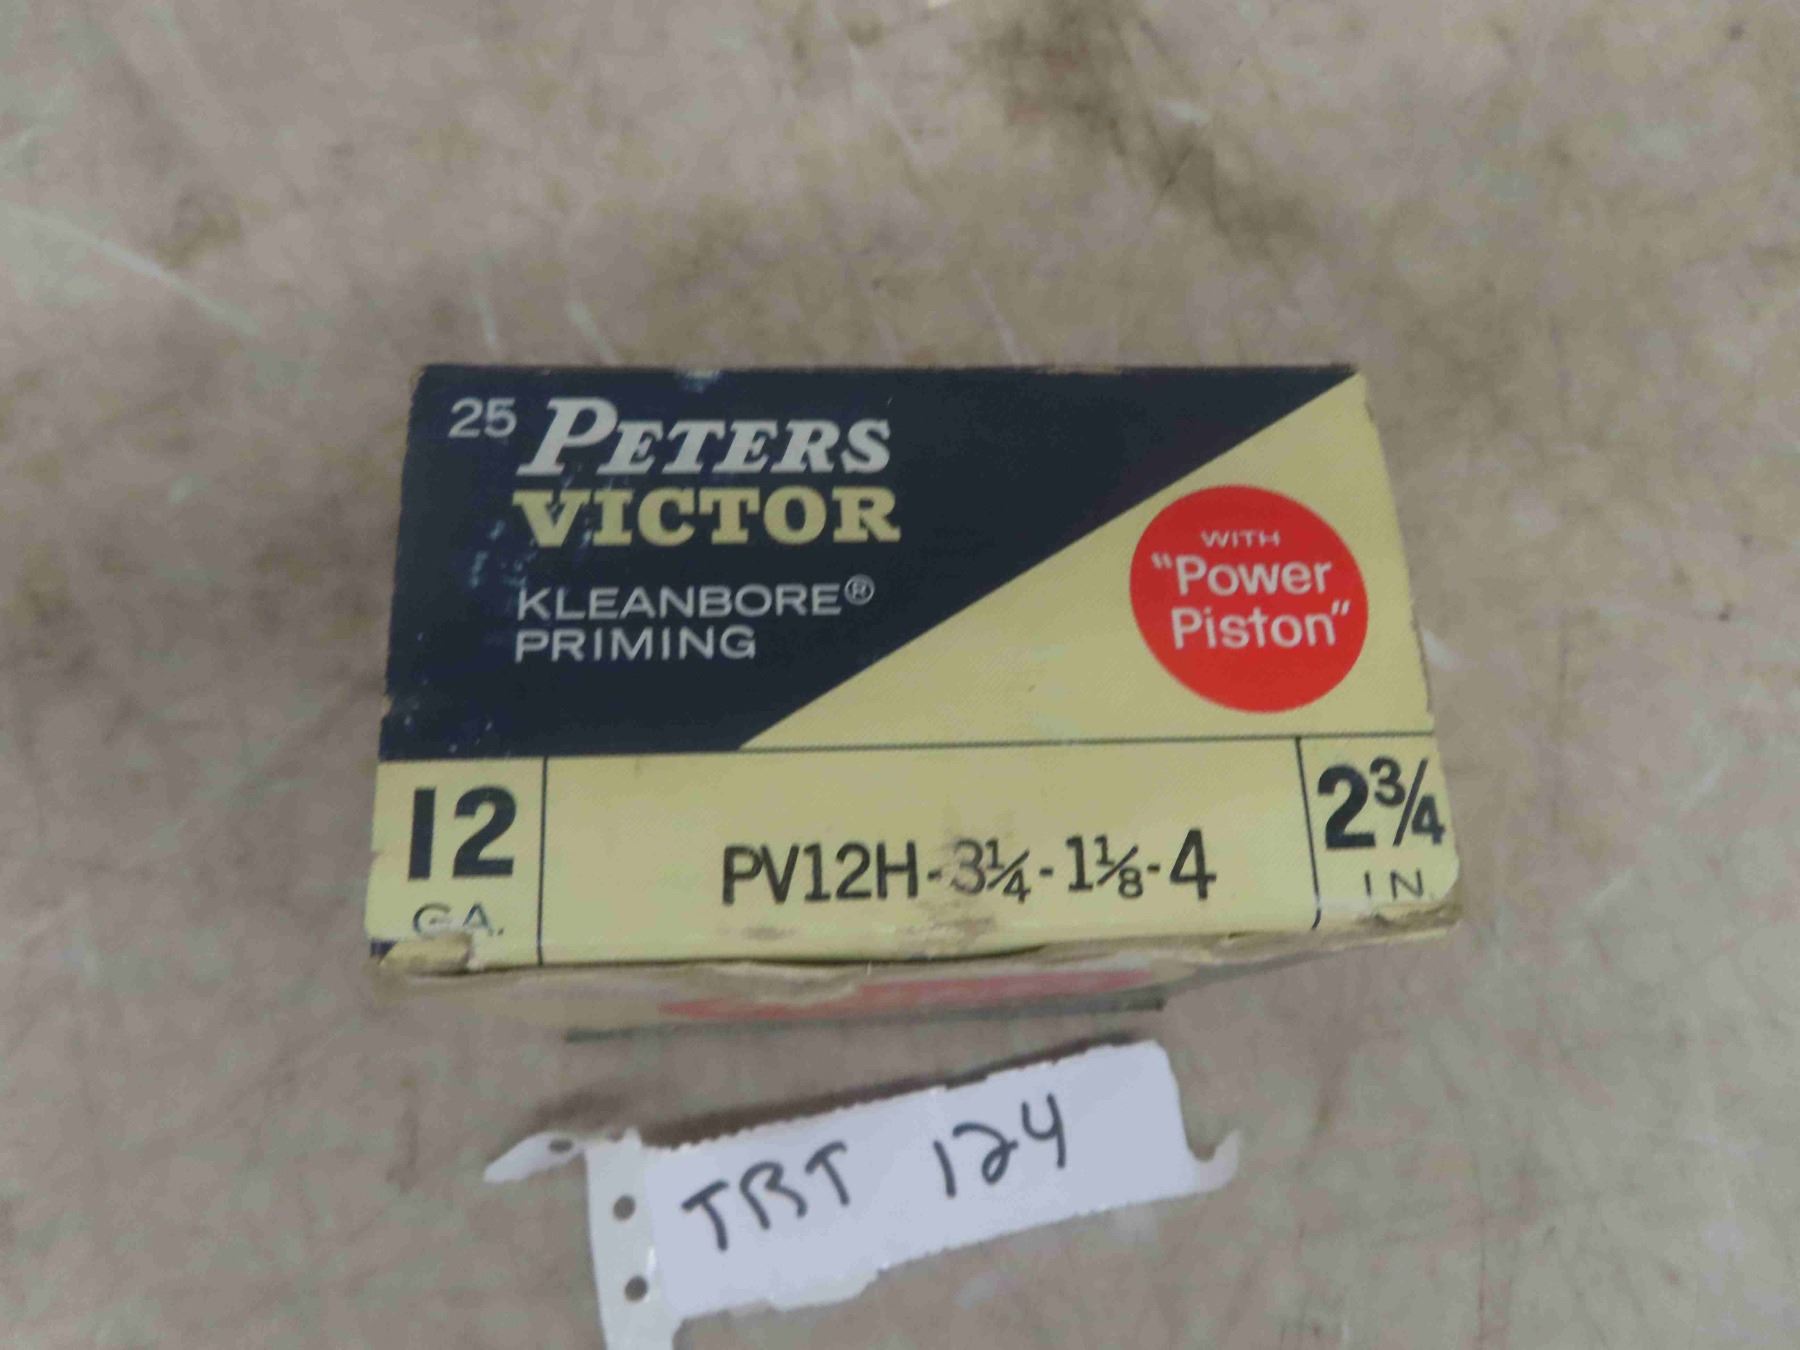 25 PETERS
VICTOR
KLEANBORE®
PRIMING
WITH
"Power
Piston"
12
GA.
PV12H-3¼-1⅛-4
2¾
IN.
TRT 124